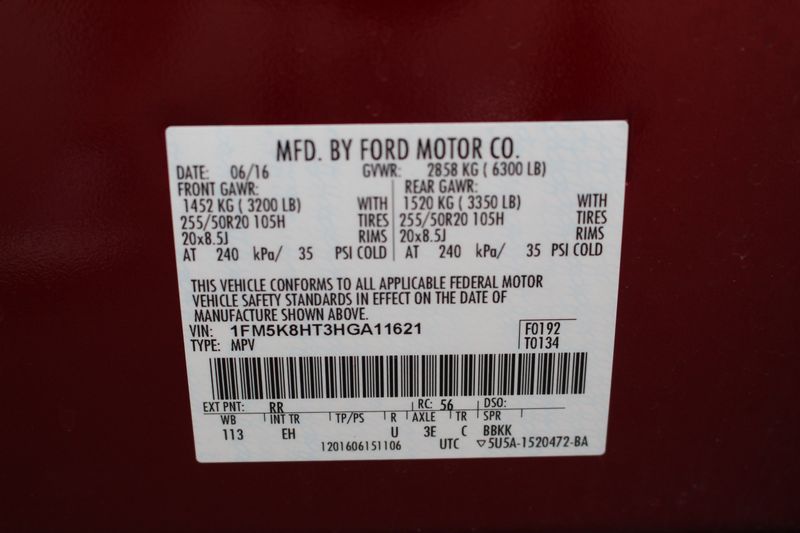 MFD. BY FORD MOTOR CO.
DATE: 06/16 GVWR: 2858 KG ( 6300 LB)
FRONT GAWR: REAR GAWR:
1452 KG ( 3200 LB) WITH 1520 KG ( 3350 LB) WITH
255/50R20 105H TIRES 255/50R20 105H TIRES
20x8.5J RIMS 20x8.5J RIMS
AT 240 kPa/ 35 PSI COLD AT 240 kPa/ 35 PSI COLD
THIS VEHICLE CONFORMS TO ALL APPLICABLE FEDERAL MOTOR
VEHICLE SAFETY STANDARDS IN EFFECT ON THE DATE OF
MANUFACTURE SHOWN ABOVE.
VIN: 1FM5K8HT3HGA11621 F0192
TYPE: MPV T0134
EXT PNT: RR RC: 56 DSO:
WB INT TR TP/PS R AXLE TR SPR
113 EH U 3E C BBKK
1201606151106 UTC ▽5U5A-1520472-BA